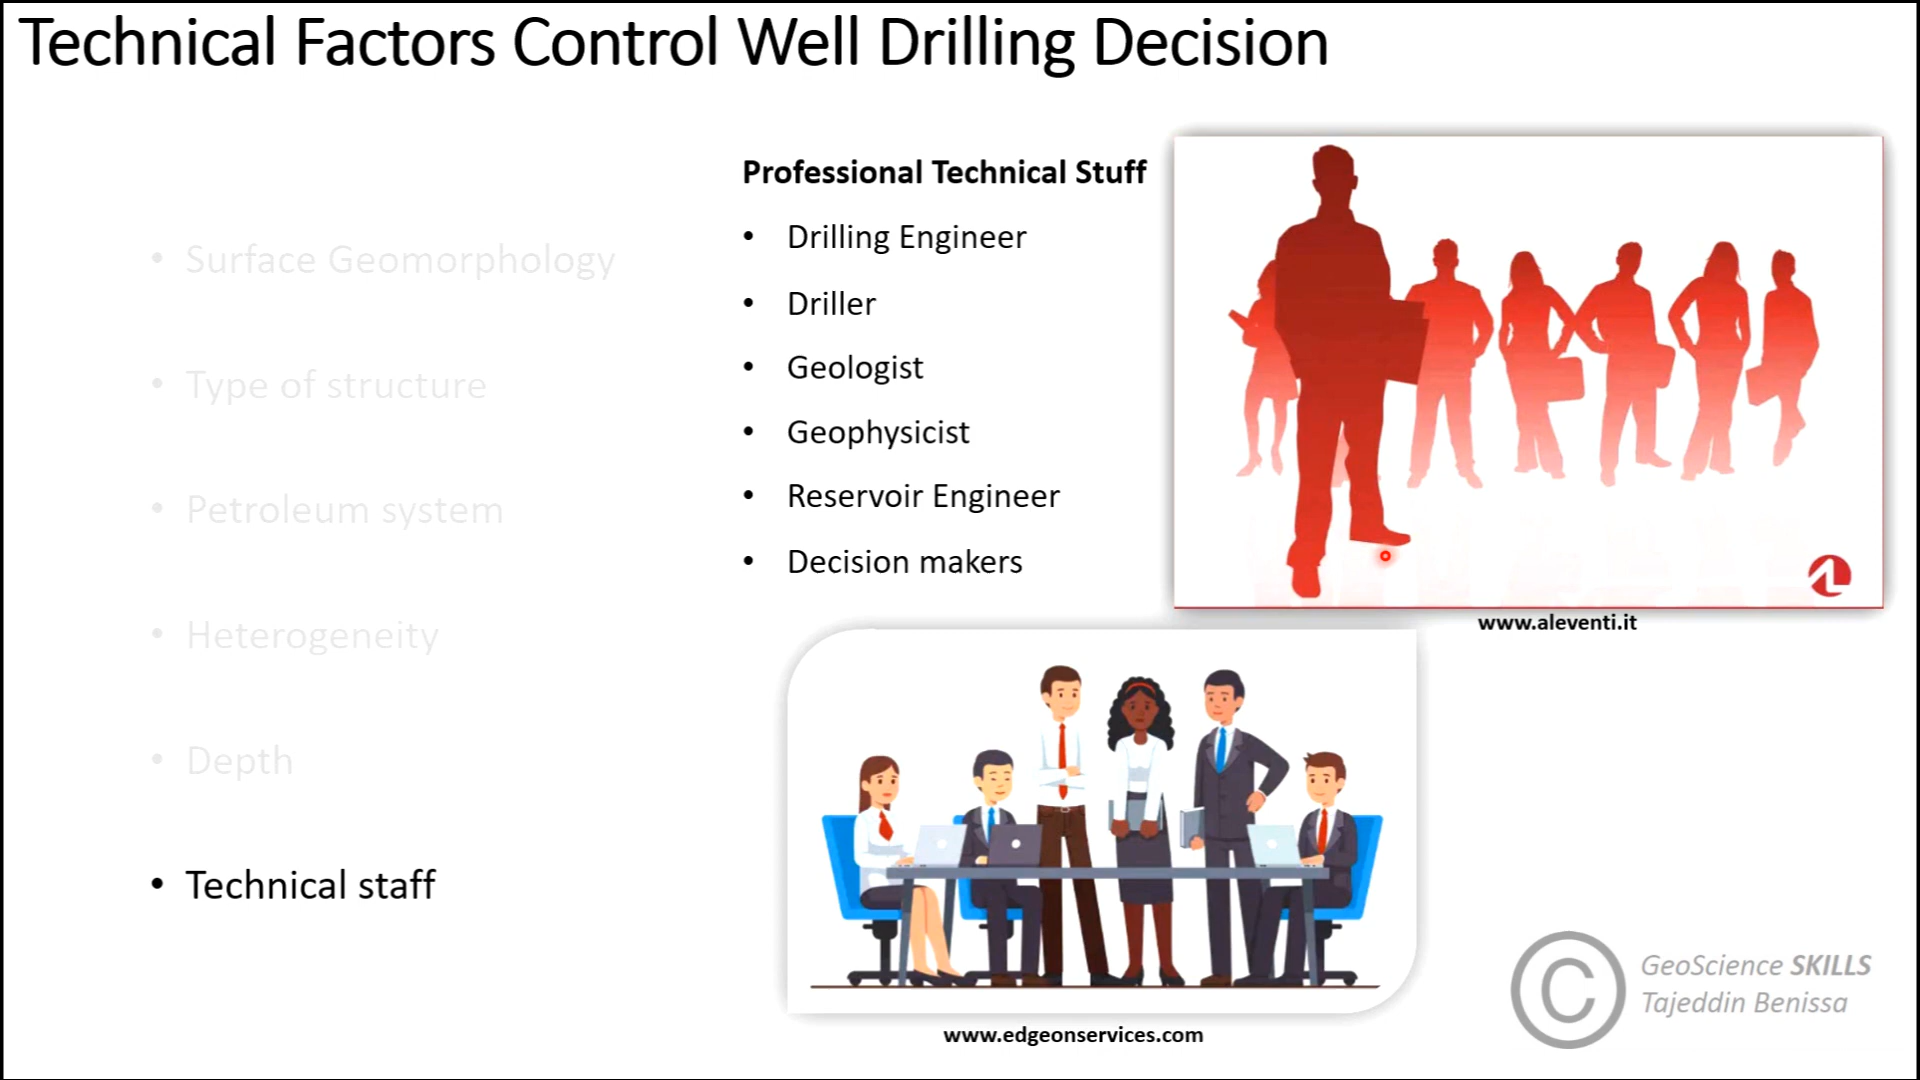 Technical Factors Control Well Drilling Decision
• Surface Geomorphology
• Type of structure
• Petroleum system
• Heterogeneity
• Depth
• Technical staff
Professional Technical Stuff
• Drilling Engineer
• Driller
• Geologist
• Geophysicist
• Reservoir Engineer
• Decision makers
www.aleventi.it
www.edgeonservices.com
©
GeoScience SKILLS
Tajeddin Benissa